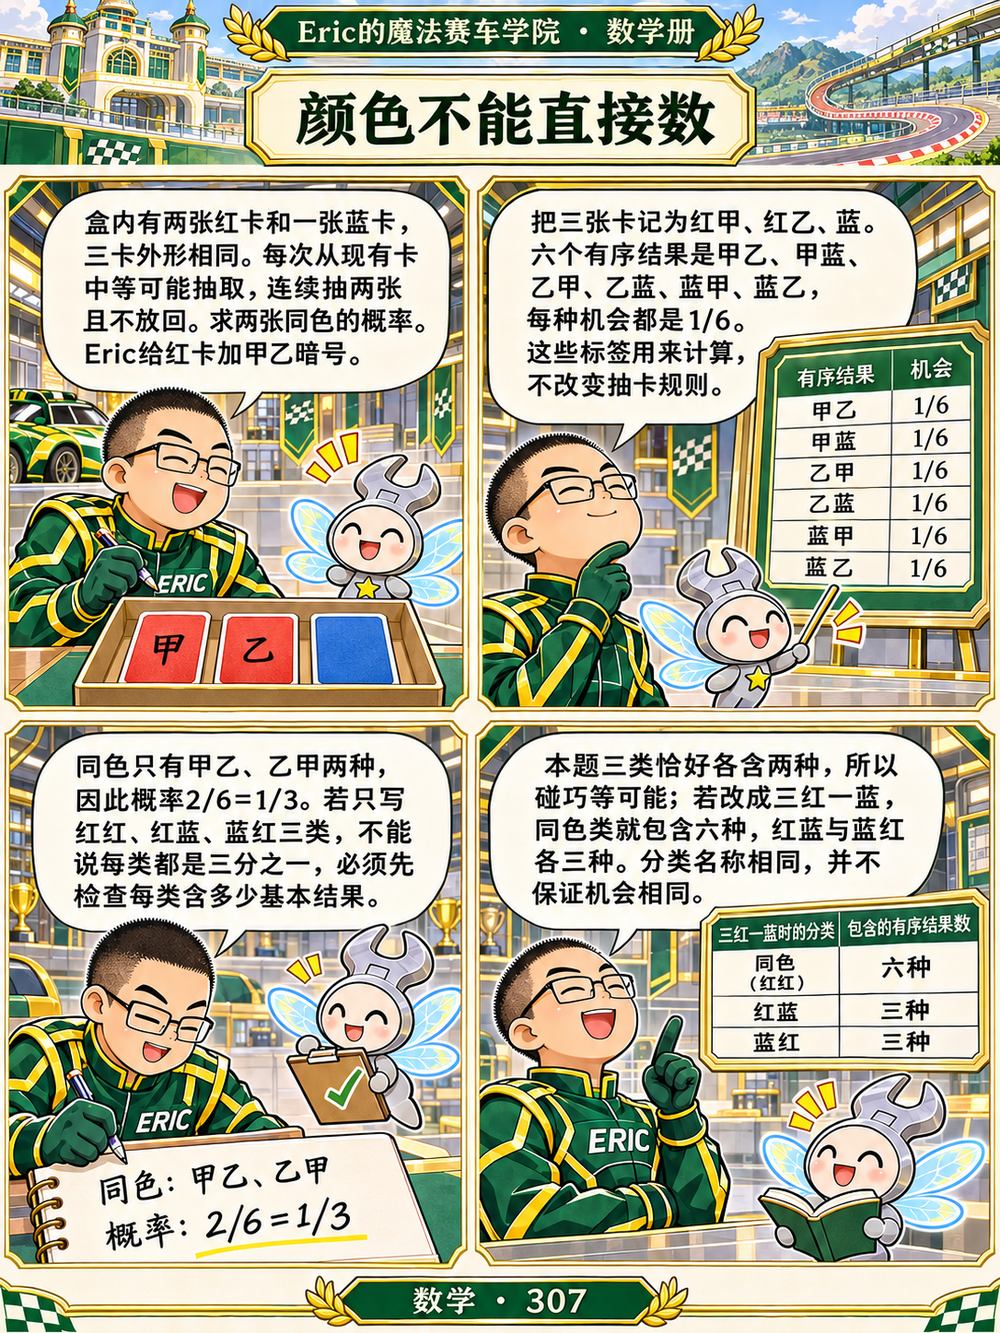 Eric的魔法赛车学院 · 数学册
颜色不能直接数
盒内有两张红卡和一张蓝卡，
三卡外形相同。每次从现有卡
中等可能抽取，连续抽两张
且不放回。求两张同色的概率。
Eric给红卡加甲乙暗号。
ERIC
甲 乙
把三张卡记为红甲、红乙、蓝。
六个有序结果是甲乙、甲蓝、
乙甲、乙蓝、蓝甲、蓝乙，
每种机会都是1/6。
这些标签用来计算，
不改变抽卡规则。
有序结果 机会
甲乙 1/6
甲蓝 1/6
乙甲 1/6
乙蓝 1/6
蓝甲 1/6
蓝乙 1/6
同色只有甲乙、乙甲两种，
因此概率2/6=1/3。若只写
红红、红蓝、蓝红三类，不能
说每类都是三分之一，必须先
检查每类含多少基本结果。
ERIC
同色：甲乙、乙甲
概率：2/6=1/3
本题三类恰好各含两种，所以
碰巧等可能；若改成三红一蓝，
同色类就包含六种，红蓝与蓝红
各三种。分类名称相同，并不
保证机会相同。
三红一蓝时的分类 包含的有序结果数
同色
（红红） 六种
红蓝 三种
蓝红 三种
ERIC
数学 · 307